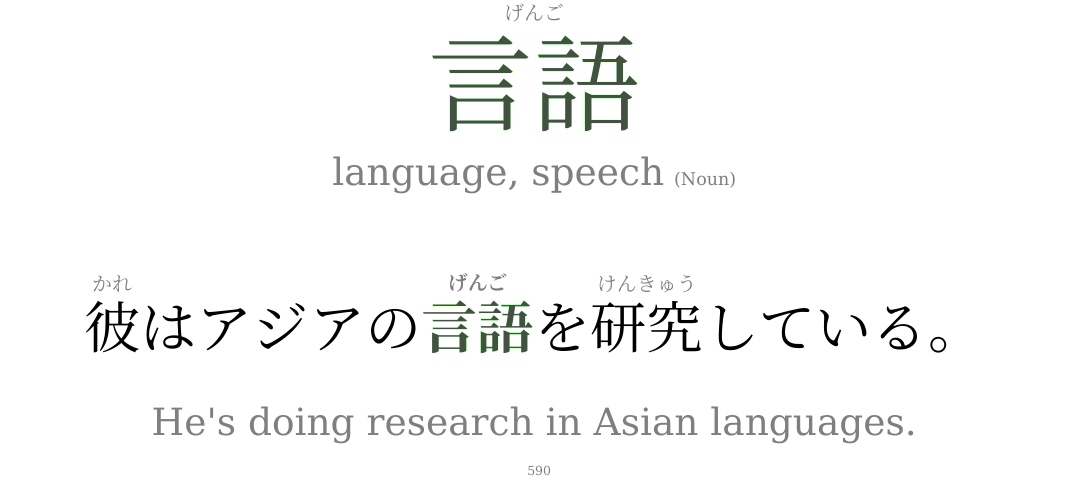 げんご
言語
language, speech (Noun)
かれ げんご けんきゅう
彼はアジアの言語を研究している。
He's doing research in Asian languages.
590